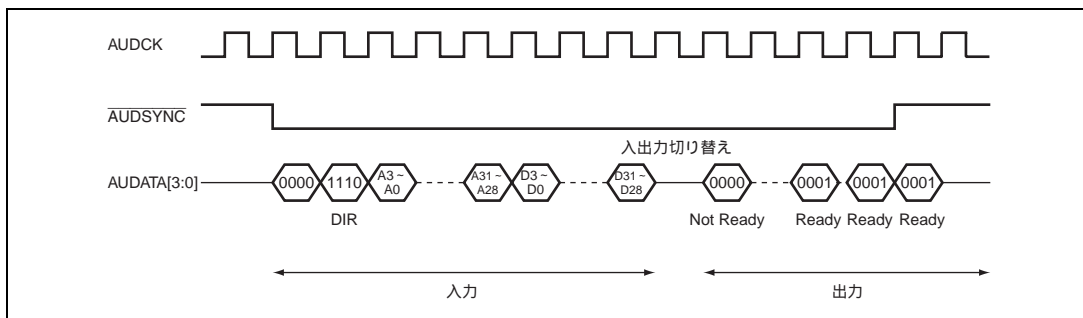 AUDCK
AUDSYNC
入出力切り替え
AUDATA[3:0]
0000
1110
A3 ~
A0
A31 ~
A28
D3 ~
D0
D31 ~
D28
0000
0001
0001
0001
DIR
Not Ready
Ready
Ready
Ready
入力
出力